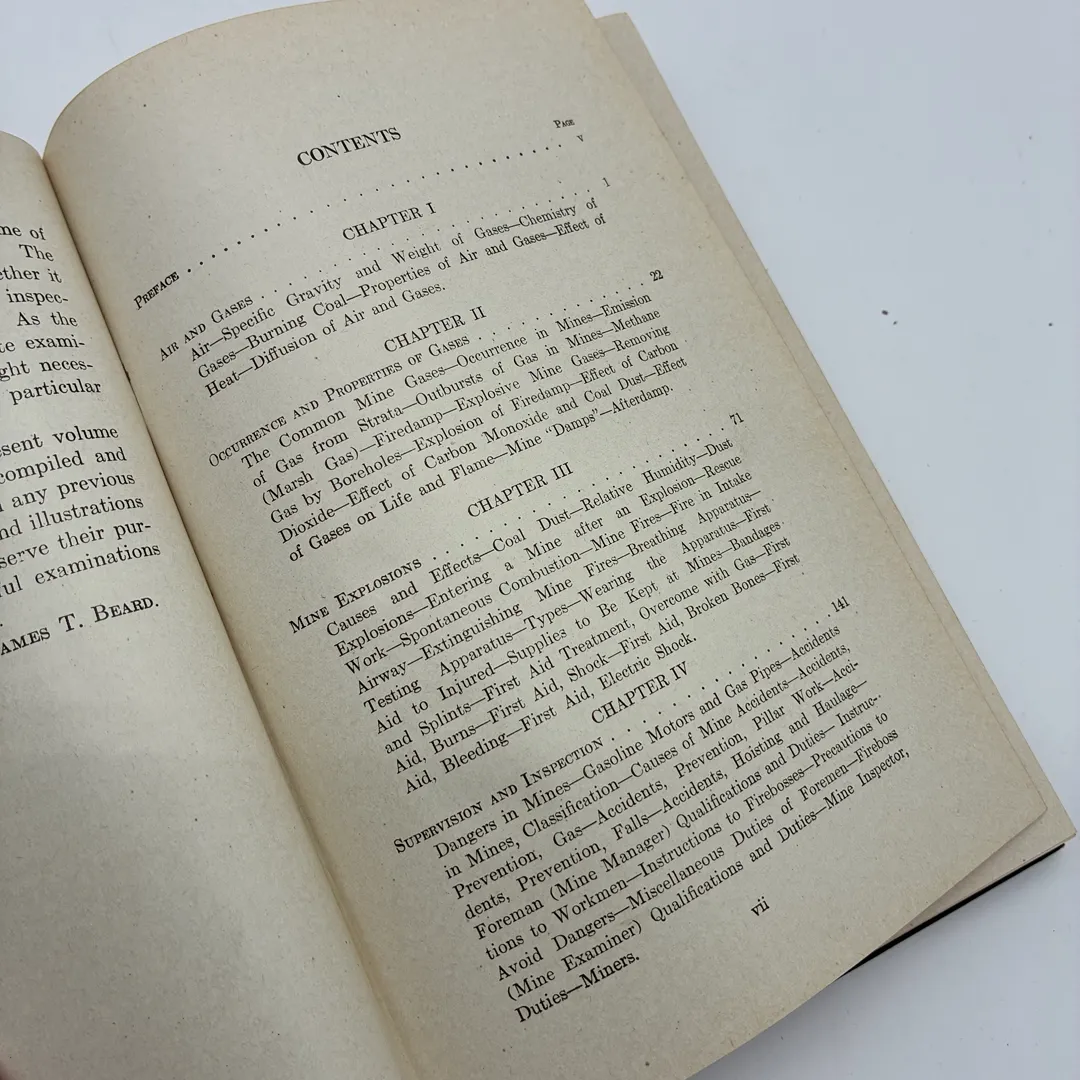 ne of
The
ether it
inspec-
As the
te exami-
ght neces-
particular
esent volume
compiled and
any previous
nd illustrations
serve their pur-
ful examinations
AMES T. BEARD.
CONTENTS
PAGE
PREFACE . . . . . . . . . . . . . . . . . . . . . . . . . . . v
CHAPTER I
AIR AND GASES . . . . . . . . . . . . . . . . . . . . 1
Air—Specific Gravity and Weight of Gases—Chemistry of
Gases—Burning Coal—Properties of Air and Gases—Effect of
Heat—Diffusion of Air and Gases.
CHAPTER II
OCCURRENCE AND PROPERTIES OF GASES . . . . . . . . . . . . 22
The Common Mine Gases—Occurrence in Mines—Emission
of Gas from Strata—Outbursts of Gas in Mines—Methane
(Marsh Gas)—Firedamp—Explosive Mine Gases—Removing
Gas by Boreholes—Explosion of Firedamp—Effect of Carbon
Dioxide—Effect of Carbon Monoxide and Coal Dust—Effect
of Gases on Life and Flame—Mine "Damps"—Afterdamp.
CHAPTER III
MINE EXPLOSIONS . . . . . . . . . . . . . . . . . . . . 71
Causes and Effects—Coal Dust—Relative Humidity—Dust
Explosions—Entering a Mine after an Explosion—Rescue
Work—Spontaneous Combustion—Mine Fires—Fire in Intake
Airway—Extinguishing Mine Fires—Breathing Apparatus—
Testing Apparatus—Types—Wearing the Apparatus—First
Aid to Injured—Supplies to Be Kept at Mines—Bandages
and Splints—First Aid Treatment, Overcome with Gas—First
Aid, Burns—First Aid, Shock—First Aid, Broken Bones—First
Aid, Bleeding—First Aid, Electric Shock.
CHAPTER IV
SUPERVISION AND INSPECTION . . . . . . . . . . . . . . . . 141
Dangers in Mines—Gasoline Motors and Gas Pipes—Accidents
in Mines, Classification—Causes of Mine Accidents—Accidents,
Prevention, Gas—Accidents, Prevention, Pillar Work—Acci-
dents, Prevention, Falls—Accidents, Hoisting and Haulage—
Foreman (Mine Manager) Qualifications and Duties—Instruc-
tions to Workmen—Instructions to Firebosses—Precautions to
Avoid Dangers—Miscellaneous Duties of Foremen—Fireboss
(Mine Examiner) Qualifications and Duties—Mine Inspector,
Duties—Miners.
vii